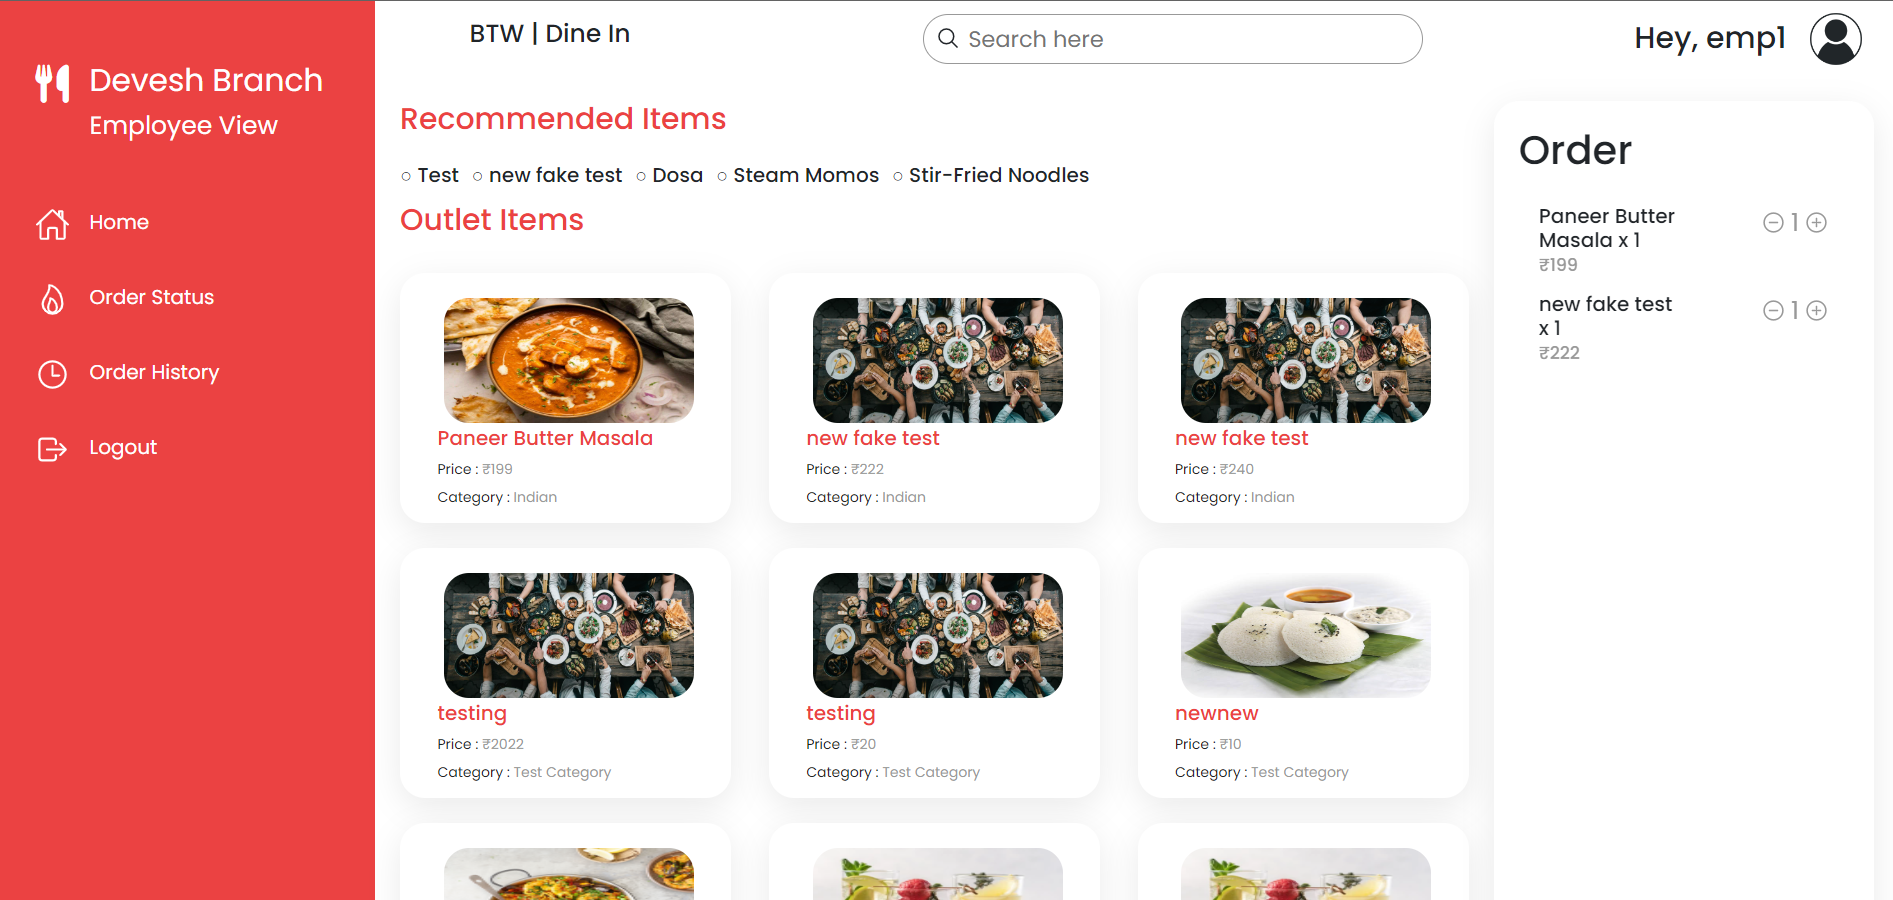 Devesh Branch
Employee View
Home
Order Status
Order History
Logout
BTW | Dine In
Search here
Hey, emp1
Recommended Items
Test new fake test Dosa Steam Momos Stir-Fried Noodles
Outlet Items
Paneer Butter Masala
Price : ₹199
Category : Indian
new fake test
Price : ₹222
Category : Indian
new fake test
Price : ₹240
Category : Indian
testing
Price : ₹2022
Category : Test Category
testing
Price : ₹20
Category : Test Category
newnew
Price : ₹10
Category : Test Category
Order
Paneer Butter
Masala x 1
₹199
1
new fake test
x 1
₹222
1